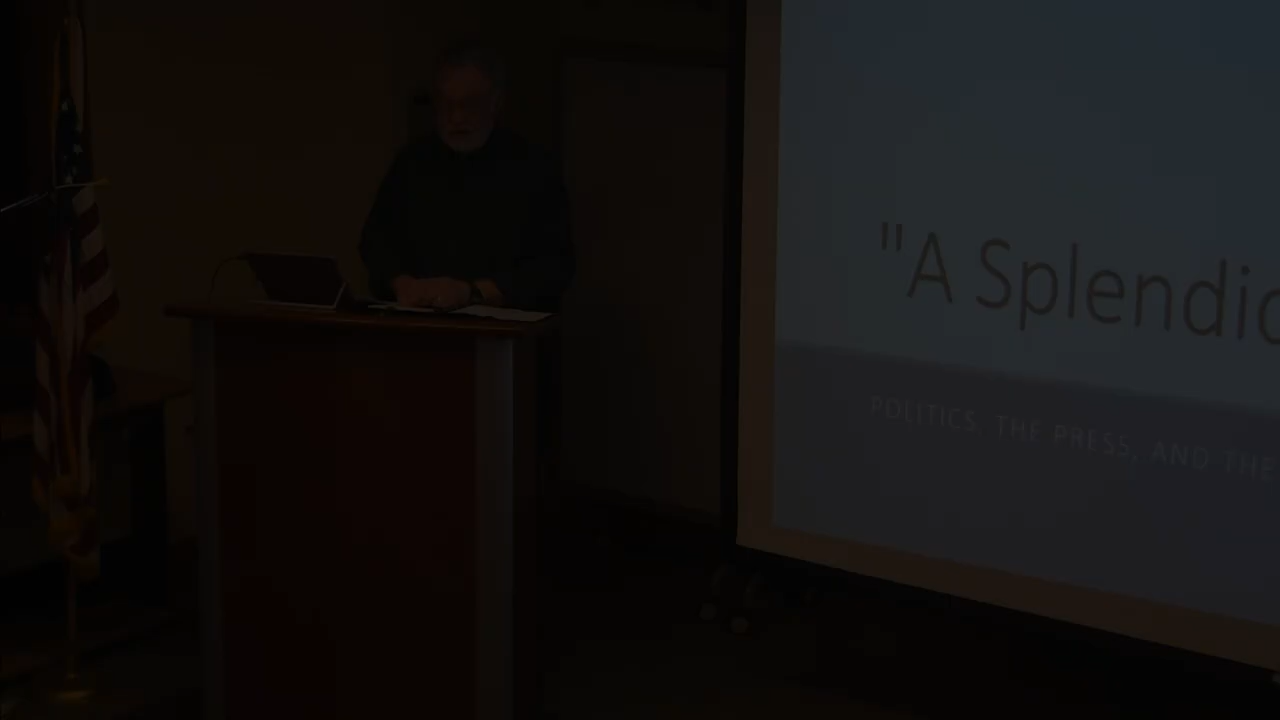 "A Splendid
POLITICS, THE PRESS, AND THE